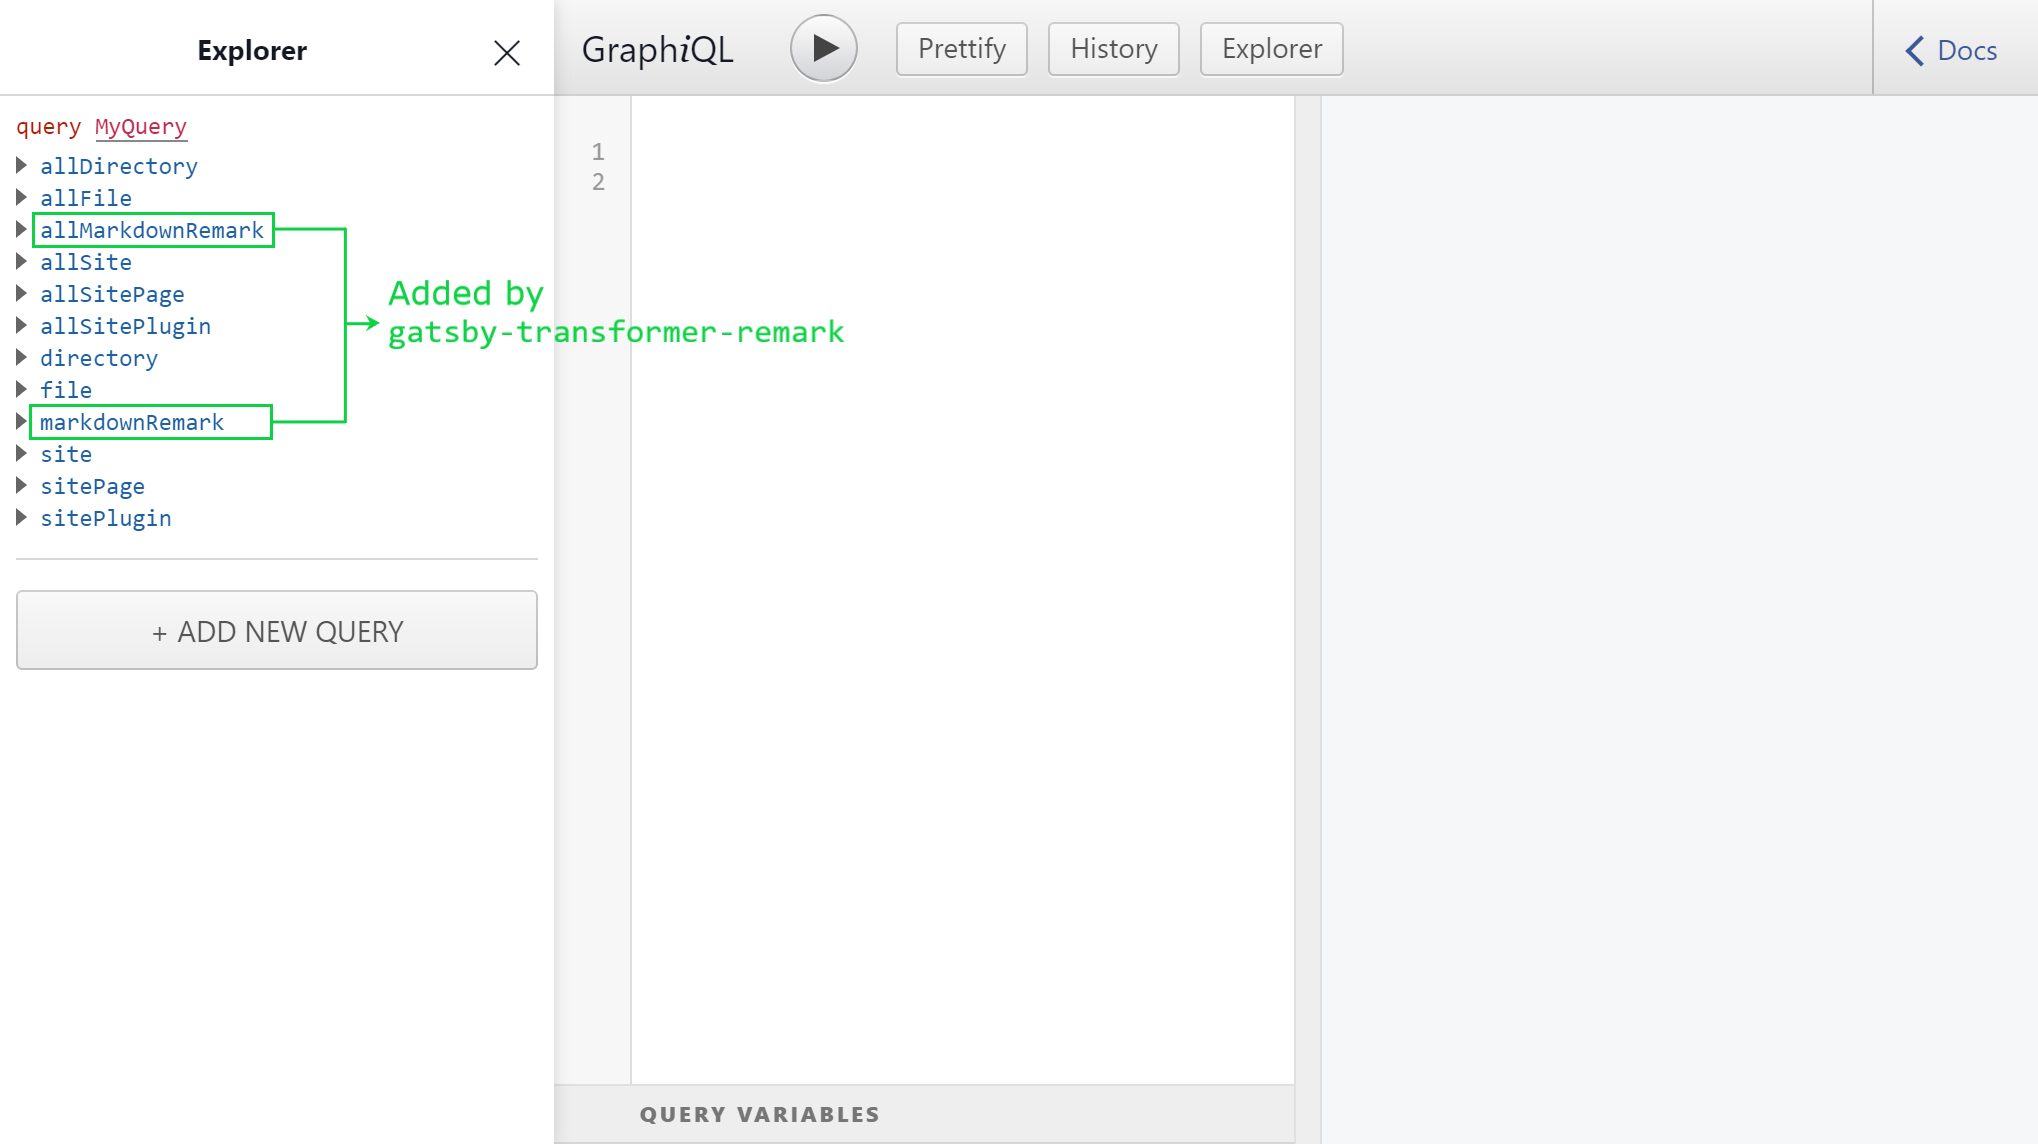 Explorer
GraphiQL
Prettify
History
Explorer
Docs
query MyQuery
allDirectory
allFile
allMarkdownRemark
allSite
allSitePage
allSitePlugin
directory
file
markdownRemark
site
sitePage
sitePlugin
+ ADD NEW QUERY
Added by
gatsby-transformer-remark
1
2
QUERY VARIABLES